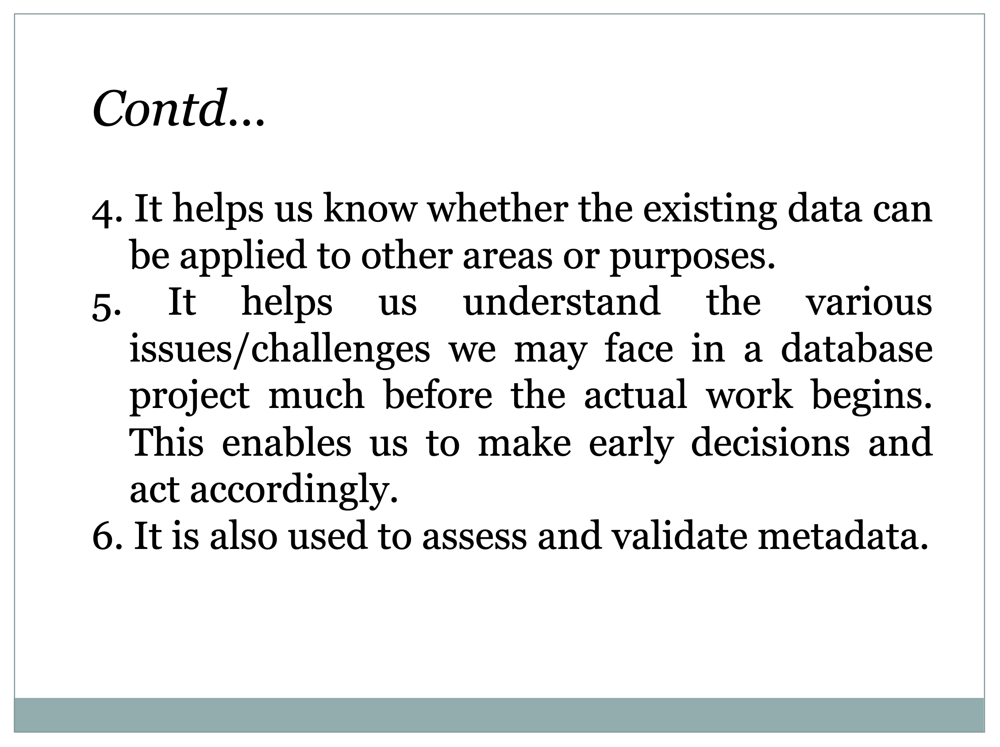 Contd…
4. It helps us know whether the existing data can
be applied to other areas or purposes.
5. It helps us understand the various
issues/challenges we may face in a database
project much before the actual work begins.
This enables us to make early decisions and
act accordingly.
6. It is also used to assess and validate metadata.